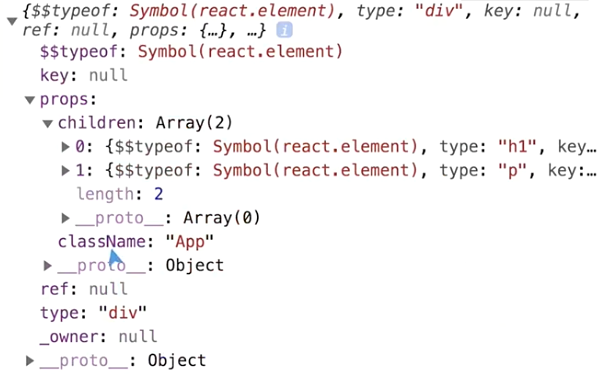 {$$typeof: Symbol(react.element), type: "div", key: null,
ref: null, props: {…}, …} i
$$typeof: Symbol(react.element)
key: null
props:
children: Array(2)
0: {$$typeof: Symbol(react.element), type: "h1", key…
1: {$$typeof: Symbol(react.element), type: "p", key:…
length: 2
__proto__: Array(0)
className: "App"
__proto__: Object
ref: null
type: "div"
_owner: null
__proto__: Object